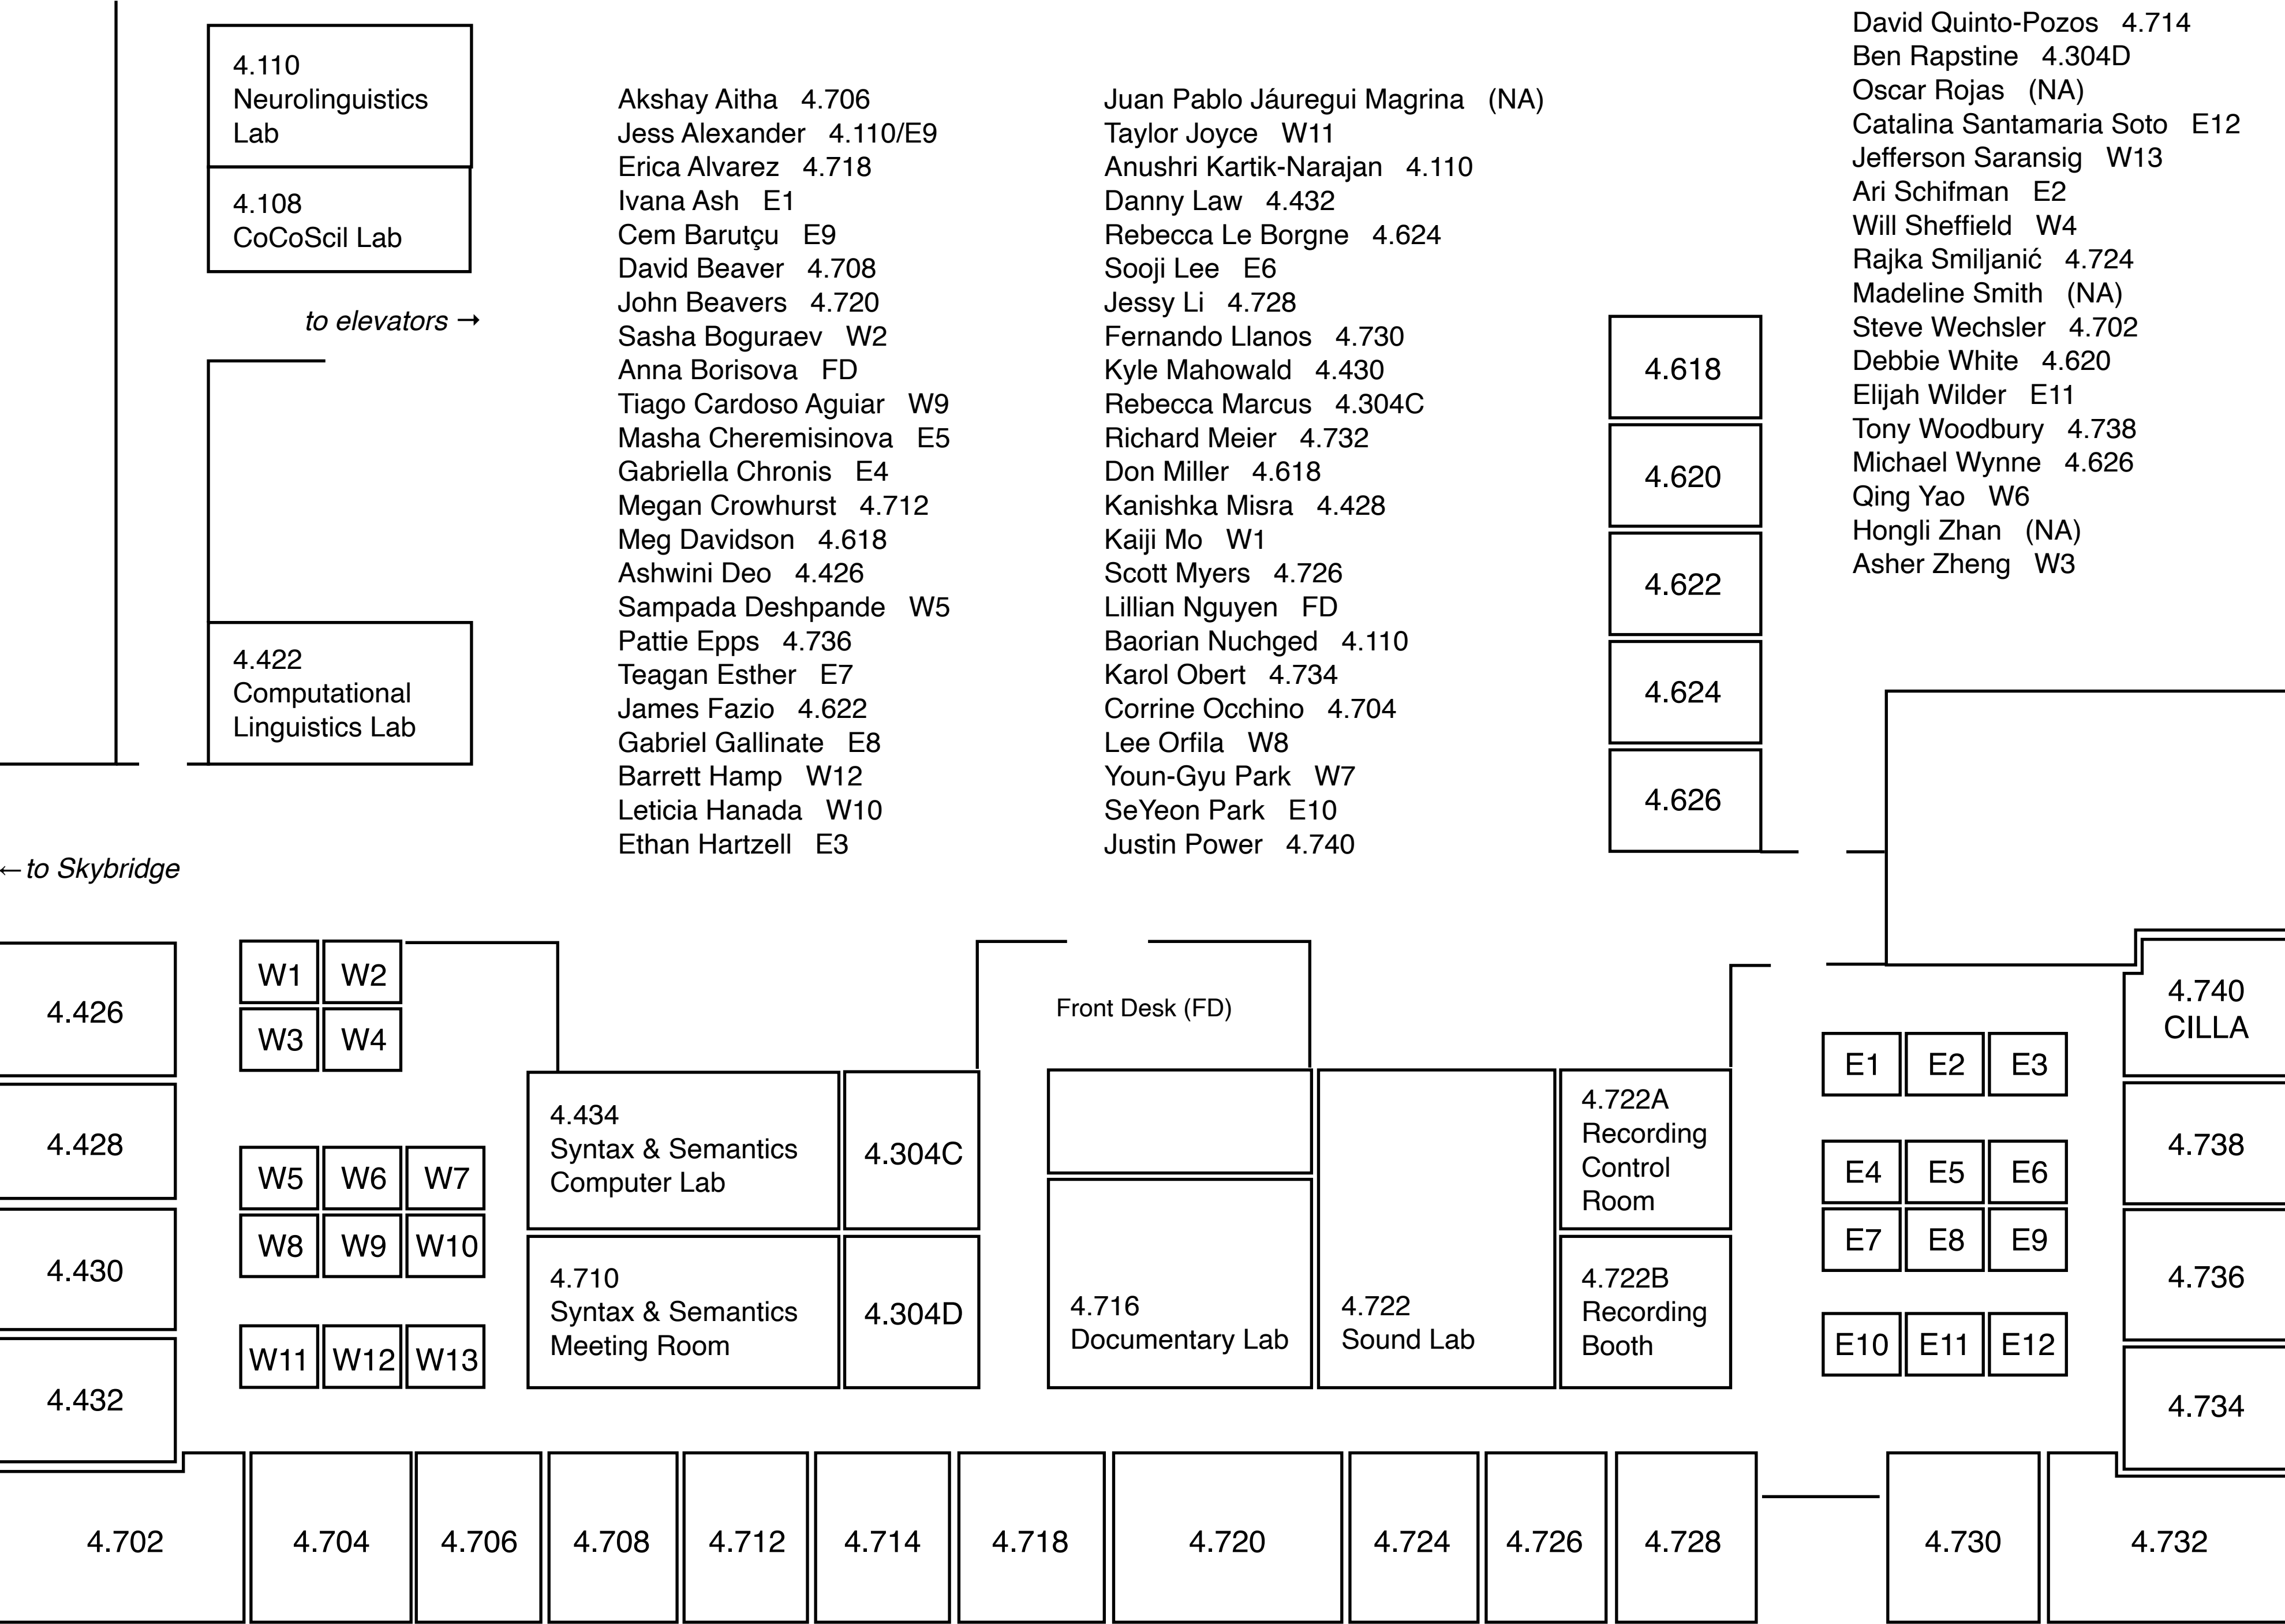 4.110
Neurolinguistics
Lab
4.108
CoCoScil Lab
to elevators →
4.422
Computational
Linguistics Lab
← to Skybridge
Akshay Aitha 4.706
Jess Alexander 4.110/E9
Erica Alvarez 4.718
Ivana Ash E1
Cem Barutçu E9
David Beaver 4.708
John Beavers 4.720
Sasha Boguraev W2
Anna Borisova FD
Tiago Cardoso Aguiar W9
Masha Cheremisinova E5
Gabriella Chronis E4
Megan Crowhurst 4.712
Meg Davidson 4.618
Ashwini Deo 4.426
Sampada Deshpande W5
Pattie Epps 4.736
Teagan Esther E7
James Fazio 4.622
Gabriel Gallinate E8
Barrett Hamp W12
Leticia Hanada W10
Ethan Hartzell E3
Juan Pablo Jáuregui Magrina (NA)
Taylor Joyce W11
Anushri Kartik-Narajan 4.110
Danny Law 4.432
Rebecca Le Borgne 4.624
Sooji Lee E6
Jessy Li 4.728
Fernando Llanos 4.730
Kyle Mahowald 4.430
Rebecca Marcus 4.304C
Richard Meier 4.732
Don Miller 4.618
Kanishka Misra 4.428
Kaiji Mo W1
Scott Myers 4.726
Lillian Nguyen FD
Baorian Nuchged 4.110
Karol Obert 4.734
Corrine Occhino 4.704
Lee Orfila W8
Youn-Gyu Park W7
SeYeon Park E10
Justin Power 4.740
David Quinto-Pozos 4.714
Ben Rapstine 4.304D
Oscar Rojas (NA)
Catalina Santamaria Soto E12
Jefferson Saransig W13
Ari Schifman E2
Will Sheffield W4
Rajka Smiljanić 4.724
Madeline Smith (NA)
Steve Wechsler 4.702
Debbie White 4.620
Elijah Wilder E11
Tony Woodbury 4.738
Michael Wynne 4.626
Qing Yao W6
Hongli Zhan (NA)
Asher Zheng W3
4.618
4.620
4.622
4.624
4.626
4.426
4.428
4.430
4.432
W1 W2
W3 W4
W5 W6 W7
W8 W9 W10
W11 W12 W13
4.434
Syntax & Semantics
Computer Lab
4.304C
4.710
Syntax & Semantics
Meeting Room
4.304D
Front Desk (FD)
4.716
Documentary Lab
4.722
Sound Lab
4.722A
Recording
Control
Room
4.722B
Recording
Booth
E1 E2 E3
E4 E5 E6
E7 E8 E9
E10 E11 E12
4.740
CILLA
4.738
4.736
4.734
4.702 4.704 4.706 4.708 4.712 4.714 4.718 4.720 4.724 4.726 4.728 4.730 4.732